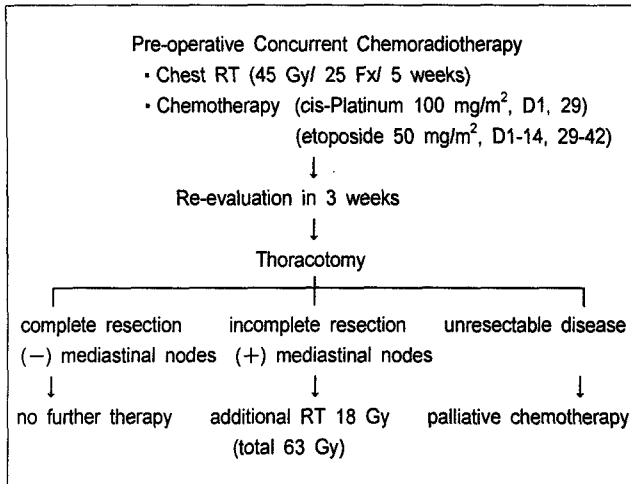 Pre-operative Concurrent Chemoradiotherapy
· Chest RT (45 Gy/ 25 Fx/ 5 weeks)
· Chemotherapy (cis-Platinum 100 mg/m², D1, 29)
(etoposide 50 mg/m², D1-14, 29-42)
↓
Re-evaluation in 3 weeks
↓
Thoracotomy
complete resection incomplete resection unresectable disease
(−) mediastinal nodes (+) mediastinal nodes
↓ ↓ ↓
no further therapy additional RT 18 Gy palliative chemotherapy
(total 63 Gy)